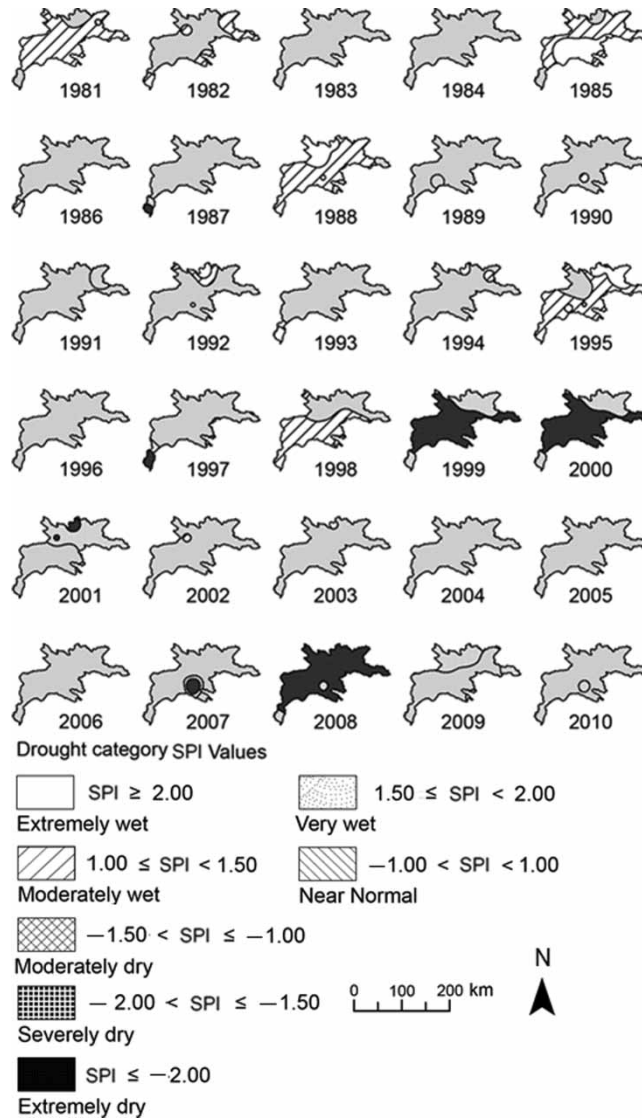 1981 1982 1983 1984 1985
1986 1987 1988 1989 1990
1991 1992 1993 1994 1995
1996 1997 1998 1999 2000
2001 2002 2003 2004 2005
2006 2007 2008 2009 2010
Drought category SPI Values
SPI ≥ 2.00
Extremely wet
1.50 ≤ SPI < 2.00
Very wet
1.00 ≤ SPI < 1.50
Moderately wet
—1.00 < SPI < 1.00
Near Normal
—1.50 < SPI ≤ —1.00
Moderately dry
— 2.00 < SPI ≤ —1.50
Severely dry
SPI ≤ —2.00
Extremely dry
N
0 100 200 km